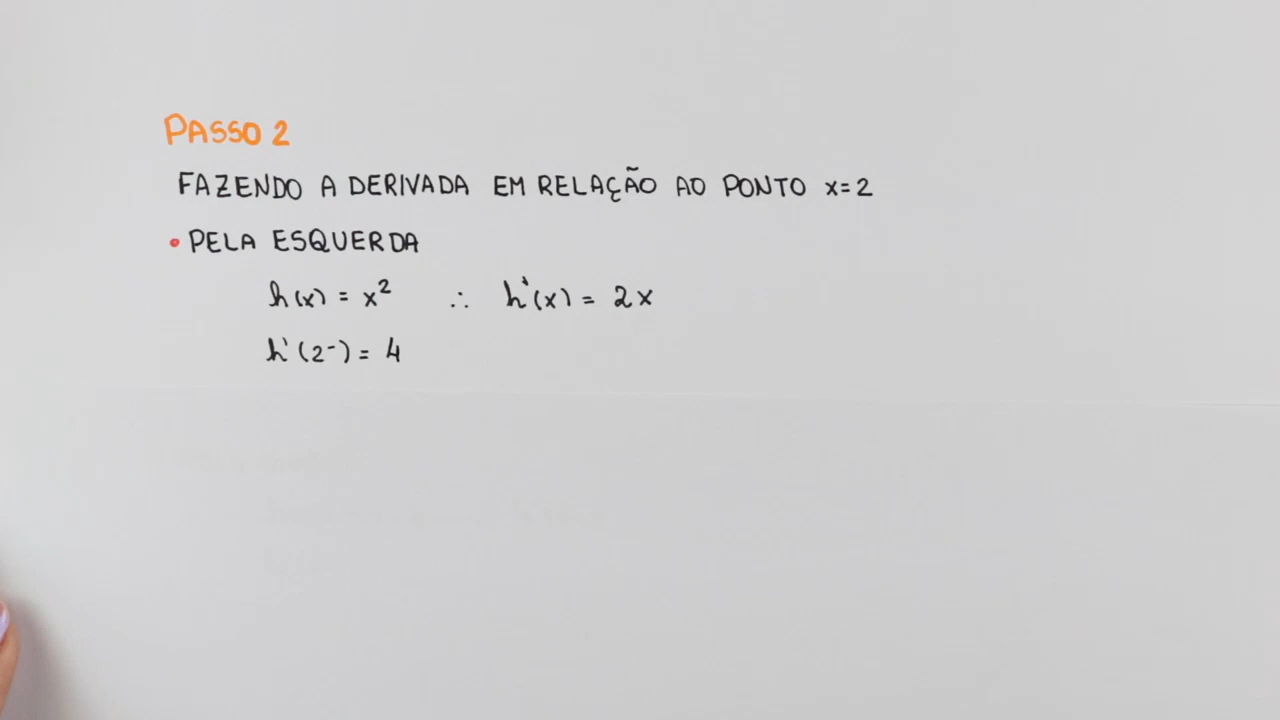 PASSO 2
FAZENDO A DERIVADA EM RELAÇÃO AO PONTO x=2
• PELA ESQUERDA
h(x) = x² ∴ h'(x) = 2x
h'(2⁻) = 4